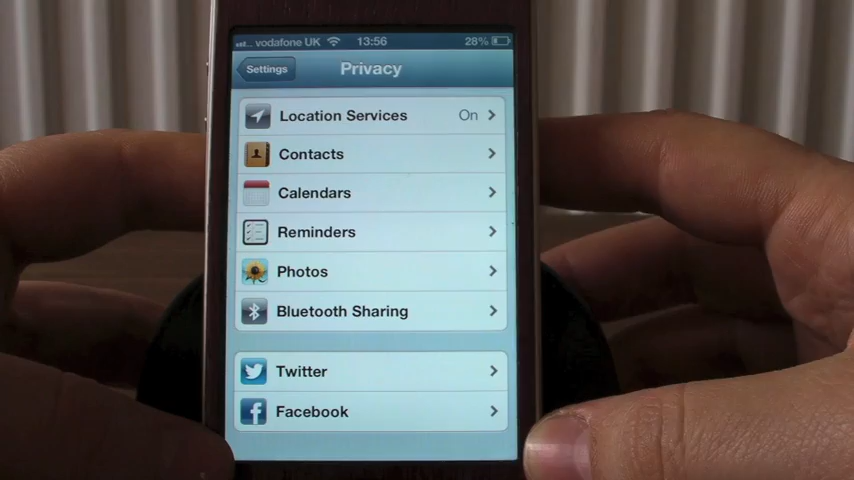 vodafone UK 13:56 28%
Settings Privacy
Location Services On
Contacts
Calendars
Reminders
Photos
Bluetooth Sharing
Twitter
Facebook